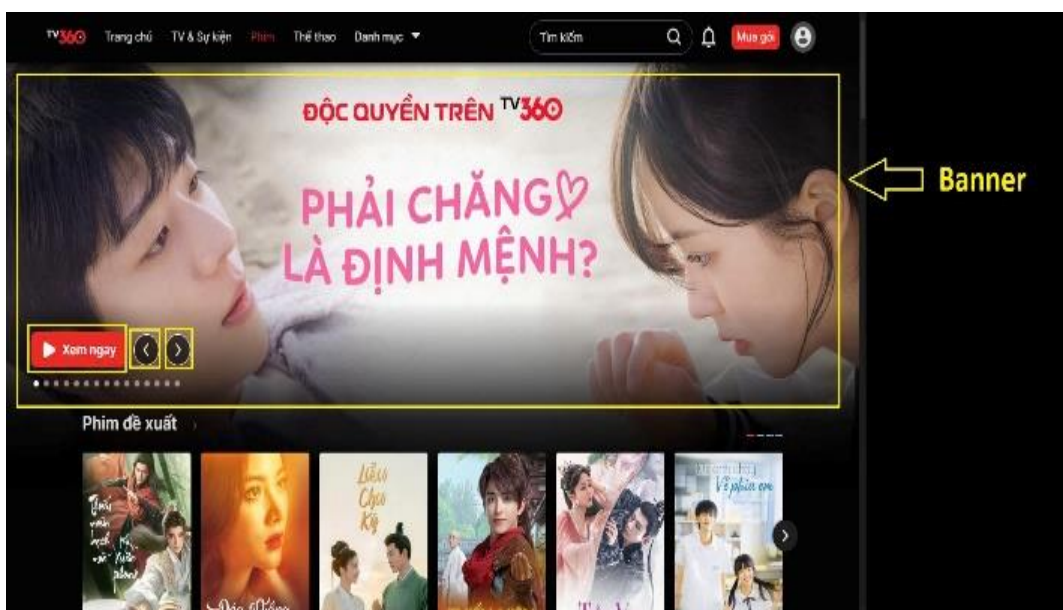 TV360 Trang chủ TV & Sự kiện Phim Thể thao Danh mục Tìm kiếm Mua gói
ĐỘC QUYỀN TRÊN TV360
PHẢI CHĂNG
LÀ ĐỊNH MỆNH?
Banner
Xem ngay
Phim đề xuất
Liễu
Chu
Ký
Về phía em